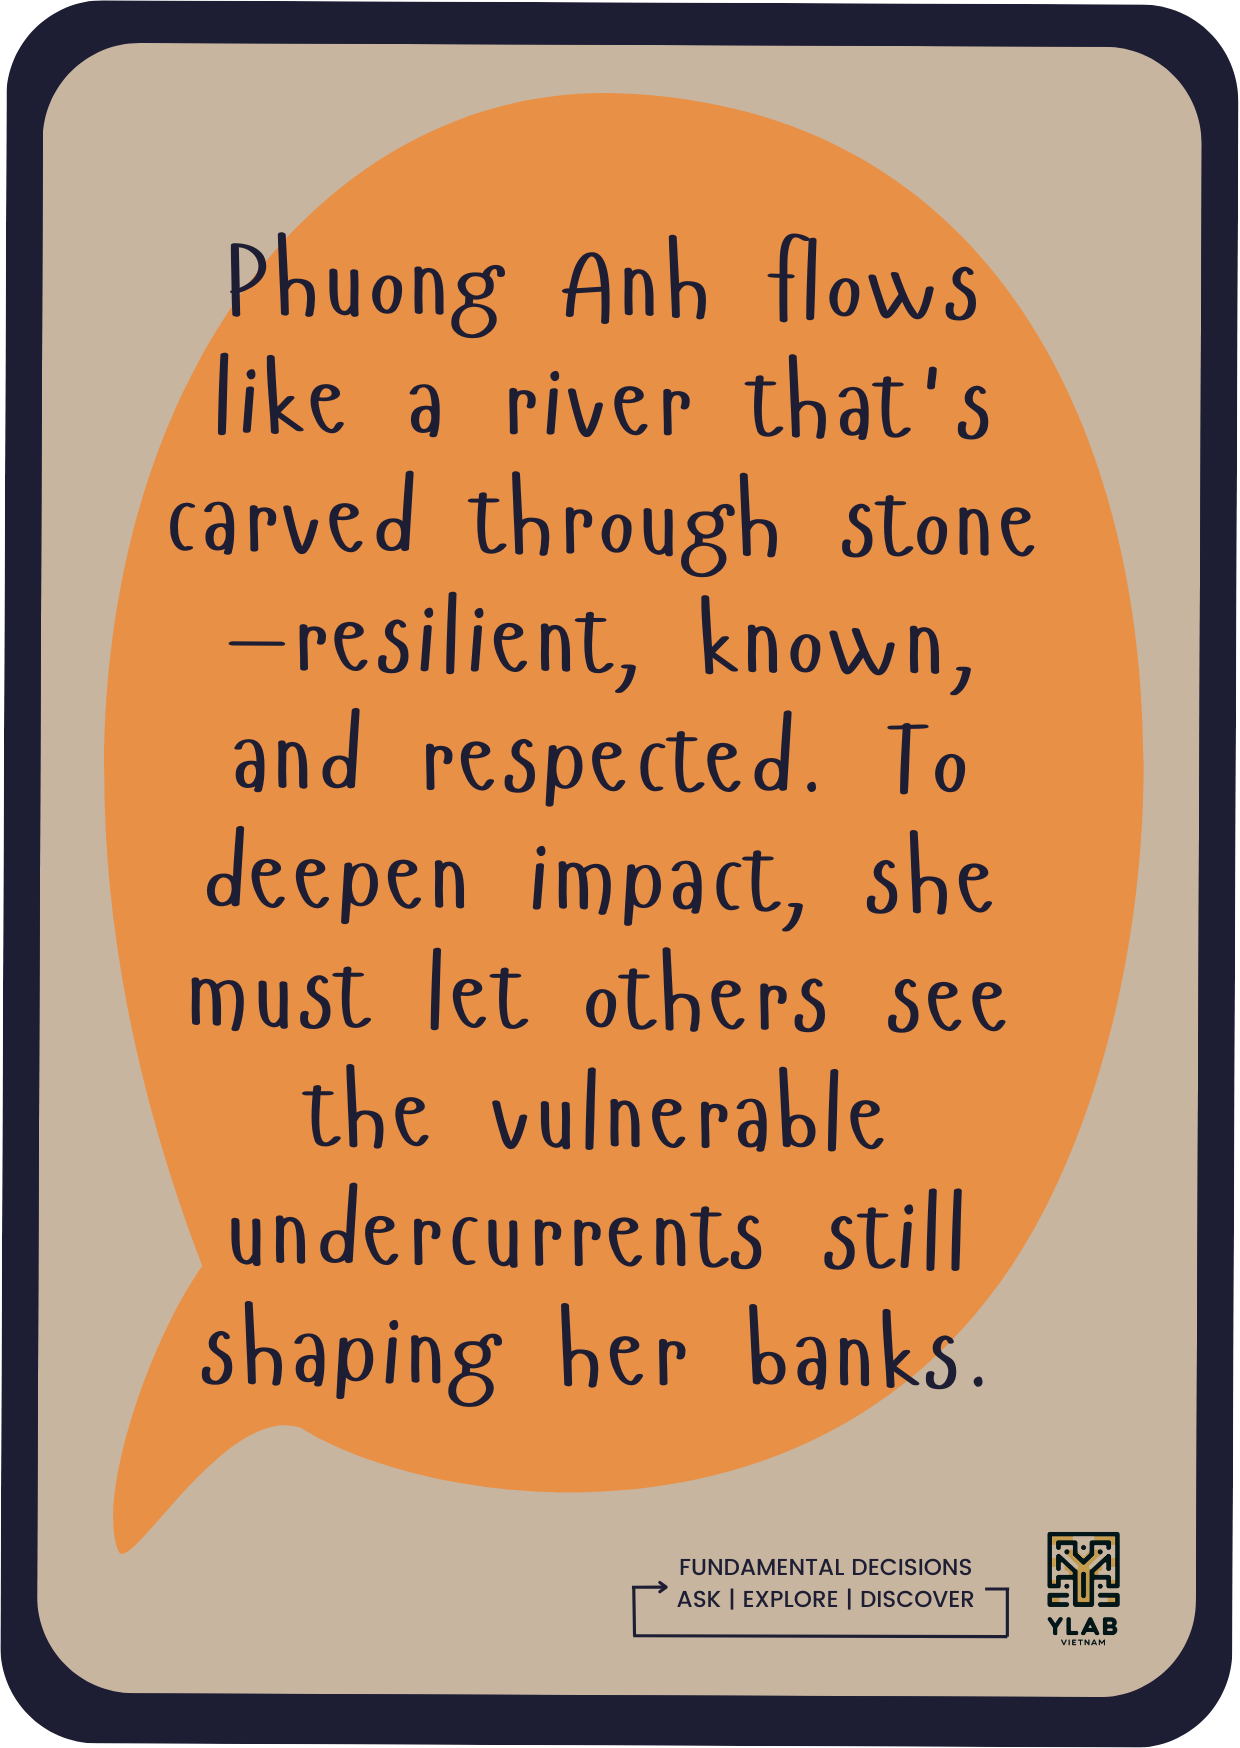 Phuong Anh flows
like a river that's
carved through stone
—resilient, known,
and respected. To
deepen impact, she
must let others see
the vulnerable
undercurrents still
shaping her banks.
FUNDAMENTAL DECISIONS
ASK | EXPLORE | DISCOVER
YLAB
VIETNAM